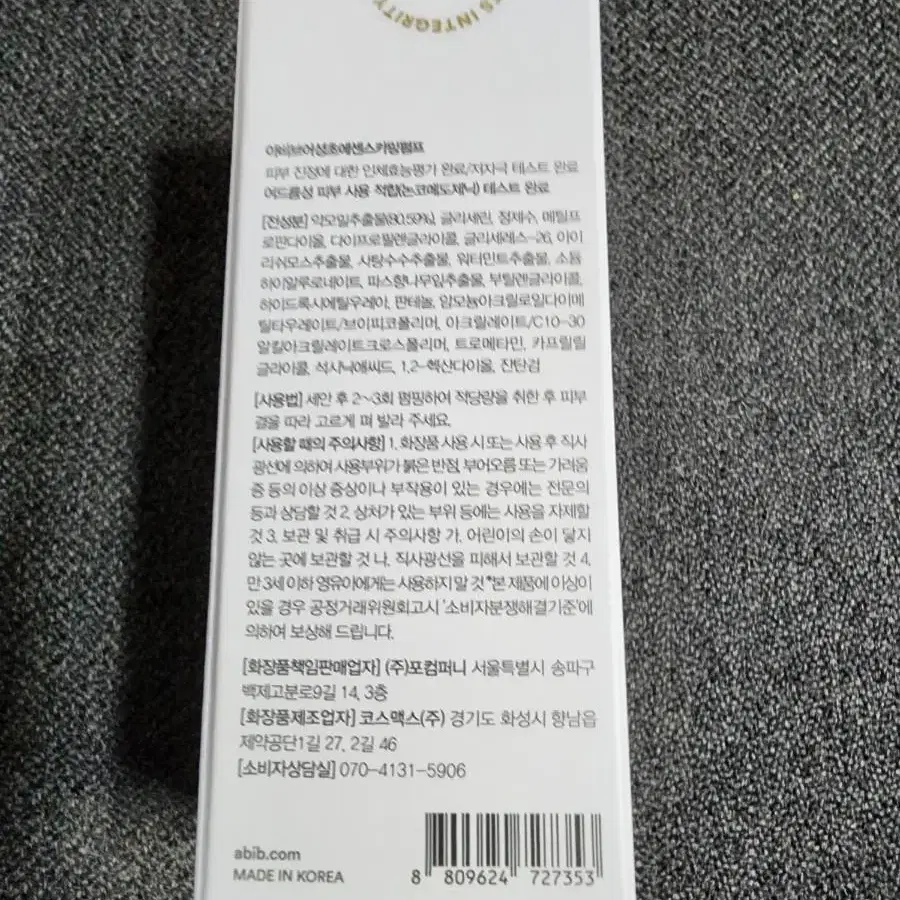 S INTEGRITY
아비브어성초에센스카밍펌프
피부 진정에 대한 인체효능평가 완료/저자극 테스트 완료
여드름성 피부 사용 적합(논코메도제닉) 테스트 완료
[전성분] 약모밀추출물(80.59%), 글리세린, 정제수, 메틸프
로판다이올, 다이프로필렌글라이콜, 글리세레스-26, 아이
리쉬모스추출물, 사탕수수추출물, 워터민트추출물, 소듐
하이알루로네이트, 파스향나무잎추출물, 부틸렌글라이콜,
하이드록시에틸우레아, 판테놀, 암모늄아크릴로일다이메
틸타우레이트/브이피코폴리머, 아크릴레이트/C10-30
알킬아크릴레이트크로스폴리머, 트로메타민, 카프릴릴
글라이콜, 석시닉애씨드, 1,2-헥산다이올, 잔탄검
[사용법] 세안 후 2~3회 펌핑하여 적당량을 취한 후 피부
결을 따라 고르게 펴 발라 주세요.
[사용할 때의 주의사항] 1. 화장품 사용 시 또는 사용 후 직사
광선에 의하여 사용부위가 붉은 반점, 부어오름 또는 가려움
증 등의 이상 증상이나 부작용이 있는 경우에는 전문의
등과 상담할 것 2. 상처가 있는 부위 등에는 사용을 자제할
것 3. 보관 및 취급 시 주의사항 가. 어린이의 손이 닿지
않는 곳에 보관할 것 나. 직사광선을 피해서 보관할 것 4.
만 3세 이하 영유아에게는 사용하지 말 것 *본 제품에 이상이
있을 경우 공정거래위원회고시 '소비자분쟁해결기준'에
의하여 보상해 드립니다.
[화장품책임판매업자] (주)포컴퍼니 서울특별시 송파구
백제고분로9길 14, 3층
[화장품제조업자] 코스맥스(주) 경기도 화성시 향남읍
제약공단1길 27, 2길 46
[소비자상담실] 070-4131-5906
abib.com
MADE IN KOREA
8 809624 727353